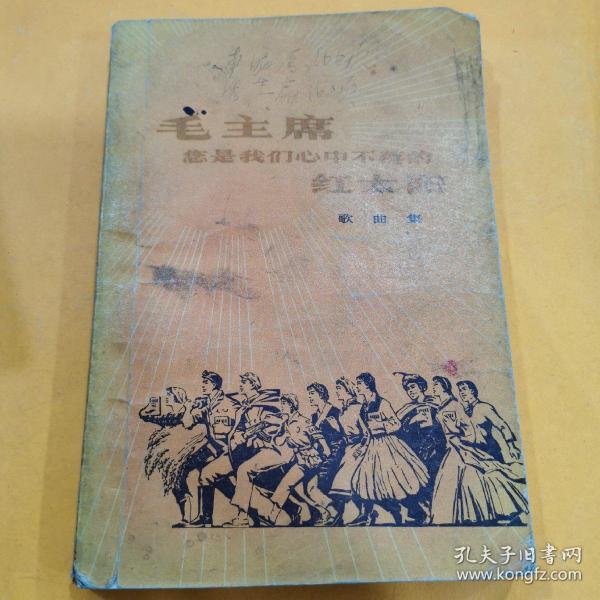 毛主席
您是我们心中不落的
红太阳
歌曲集
孔夫子旧书网
www.kongfz.com